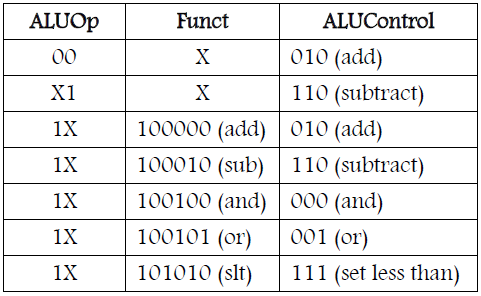 ALUOp Funct ALUControl
00 X 010 (add)
X1 X 110 (subtract)
1X 100000 (add) 010 (add)
1X 100010 (sub) 110 (subtract)
1X 100100 (and) 000 (and)
1X 100101 (or) 001 (or)
1X 101010 (slt) 111 (set less than)